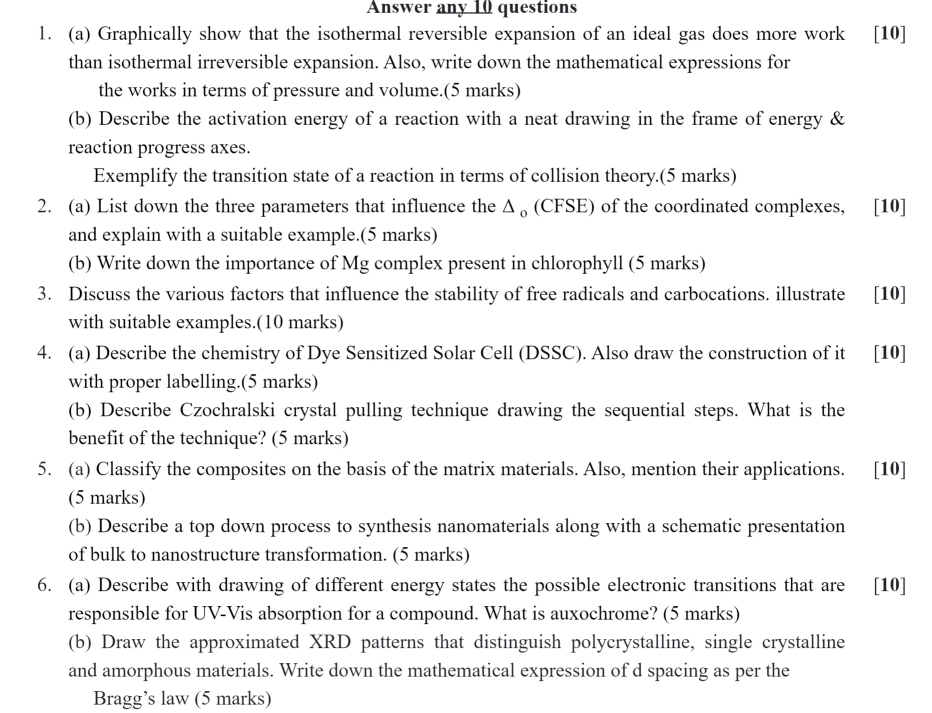 Answer any 10 questions
1. (a) Graphically show that the isothermal reversible expansion of an ideal gas does more work [10]
than isothermal irreversible expansion. Also, write down the mathematical expressions for
the works in terms of pressure and volume.(5 marks)
(b) Describe the activation energy of a reaction with a neat drawing in the frame of energy &
reaction progress axes.
Exemplify the transition state of a reaction in terms of collision theory.(5 marks)
2. (a) List down the three parameters that influence the Δ o (CFSE) of the coordinated complexes, [10]
and explain with a suitable example.(5 marks)
(b) Write down the importance of Mg complex present in chlorophyll (5 marks)
3. Discuss the various factors that influence the stability of free radicals and carbocations. illustrate [10]
with suitable examples.(10 marks)
4. (a) Describe the chemistry of Dye Sensitized Solar Cell (DSSC). Also draw the construction of it [10]
with proper labelling.(5 marks)
(b) Describe Czochralski crystal pulling technique drawing the sequential steps. What is the
benefit of the technique? (5 marks)
5. (a) Classify the composites on the basis of the matrix materials. Also, mention their applications. [10]
(5 marks)
(b) Describe a top down process to synthesis nanomaterials along with a schematic presentation
of bulk to nanostructure transformation. (5 marks)
6. (a) Describe with drawing of different energy states the possible electronic transitions that are [10]
responsible for UV-Vis absorption for a compound. What is auxochrome? (5 marks)
(b) Draw the approximated XRD patterns that distinguish polycrystalline, single crystalline
and amorphous materials. Write down the mathematical expression of d spacing as per the
Bragg’s law (5 marks)